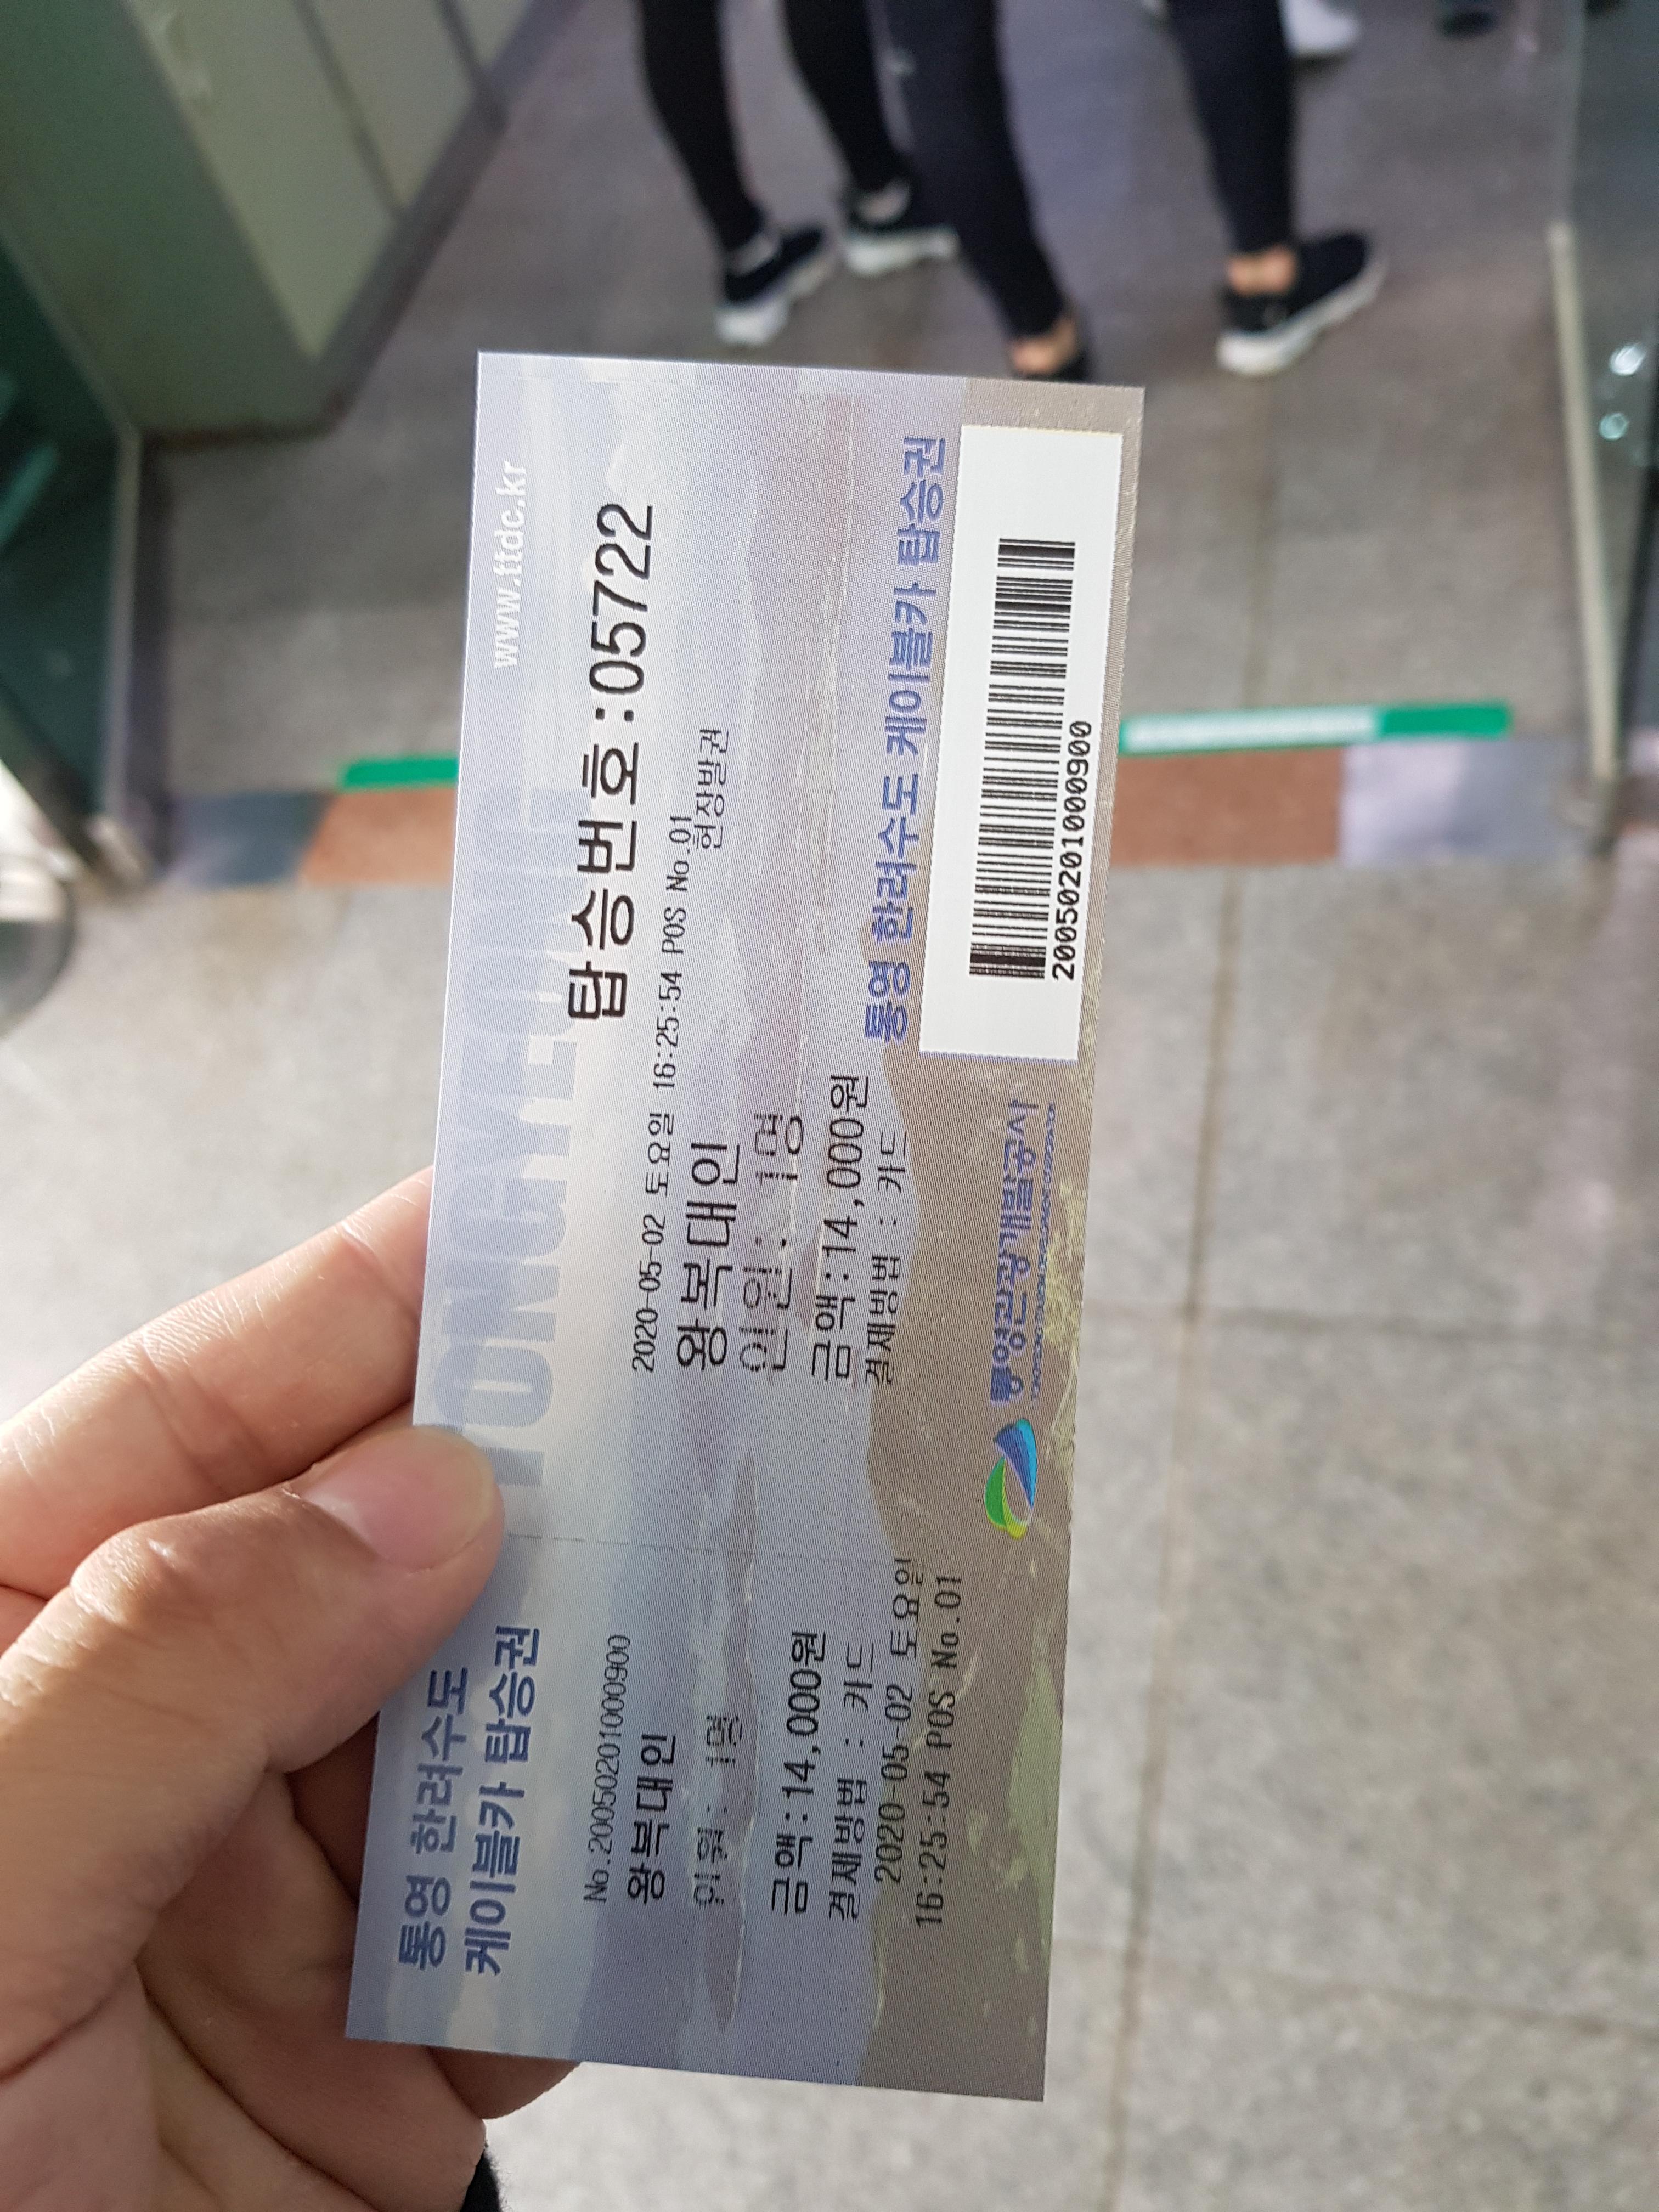 통영 한려수도
케이블카 탑승권
No.20050201000900
왕복대인
인원: 1명
금액:14,000원
결제방법 : 카드
2020-05-02 토요일
16:25:54 POS No.01
www.ttdc.kr
TONGYEONG
탑승번호:05722
2020-05-02 토요일 16:25:54 POS No.01
현장발권
왕복대인
인원: 1명
금액:14,000원
결제방법 : 카드
통영 한려수도 케이블카 탑승권
20050201000900
통영관광개발공사